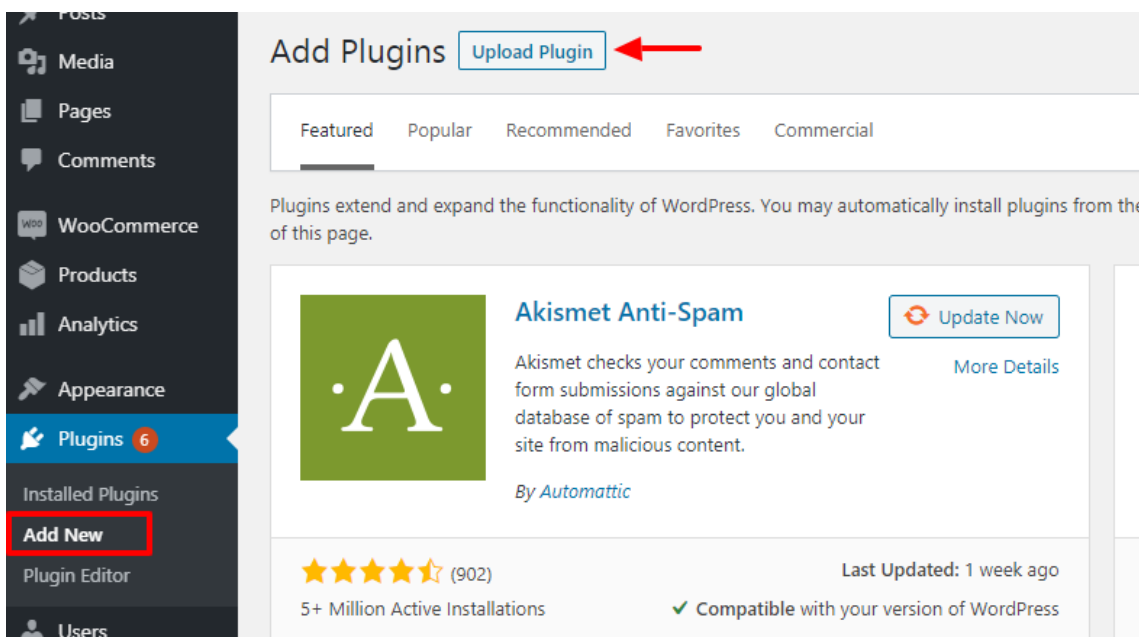 Posts
Media
Pages
Comments
WOO WooCommerce
Products
Analytics
Appearance
Plugins 6
Installed Plugins
Add New
Plugin Editor
Users
Add Plugins Upload Plugin
Featured Popular Recommended Favorites Commercial
Plugins extend and expand the functionality of WordPress. You may automatically install plugins from the
of this page.
·A·
Akismet Anti-Spam
Update Now
More Details
Akismet checks your comments and contact
form submissions against our global
database of spam to protect you and your
site from malicious content.
By Automattic
(902)
5+ Million Active Installations
Last Updated: 1 week ago
✔ Compatible with your version of WordPress